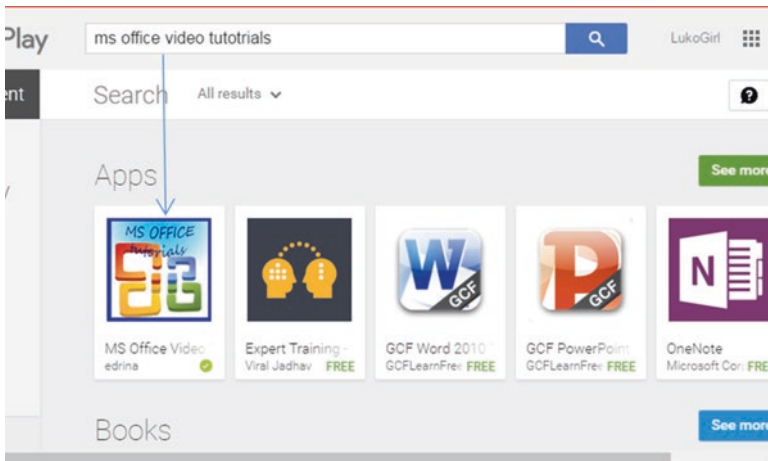 Play
ms office video tutotrials
LukoGirl
ent
Search
All results
?
Apps
See more
MS OFFICE
tutorials
W
GCF
P
GCF
N
MS Office Video
edrina
Expert Training -
Viral Jadhav FREE
GCF Word 2010
GCFLearnFree FREE
GCF PowerPoint
GCFLearnFree FREE
OneNote
Microsoft Cor: FRE
Books
See more